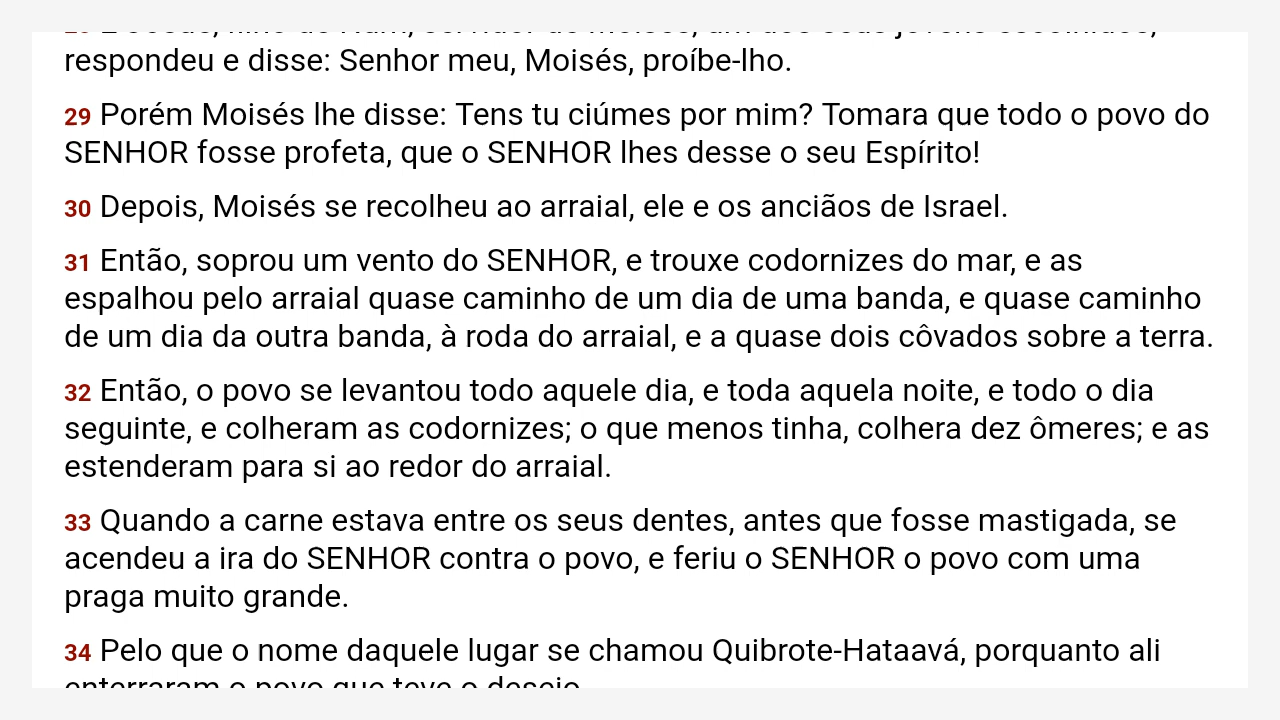 respondeu e disse: Senhor meu, Moisés, proíbe-lho.
29 Porém Moisés lhe disse: Tens tu ciúmes por mim? Tomara que todo o povo do
SENHOR fosse profeta, que o SENHOR lhes desse o seu Espírito!
30 Depois, Moisés se recolheu ao arraial, ele e os anciãos de Israel.
31 Então, soprou um vento do SENHOR, e trouxe codornizes do mar, e as
espalhou pelo arraial quase caminho de um dia de uma banda, e quase caminho
de um dia da outra banda, à roda do arraial, e a quase dois côvados sobre a terra.
32 Então, o povo se levantou todo aquele dia, e toda aquela noite, e todo o dia
seguinte, e colheram as codornizes; o que menos tinha, colhera dez ômeres; e as
estenderam para si ao redor do arraial.
33 Quando a carne estava entre os seus dentes, antes que fosse mastigada, se
acendeu a ira do SENHOR contra o povo, e feriu o SENHOR o povo com uma
praga muito grande.
34 Pelo que o nome daquele lugar se chamou Quibrote-Hataavá, porquanto ali
enterraram o povo que teve o desejo